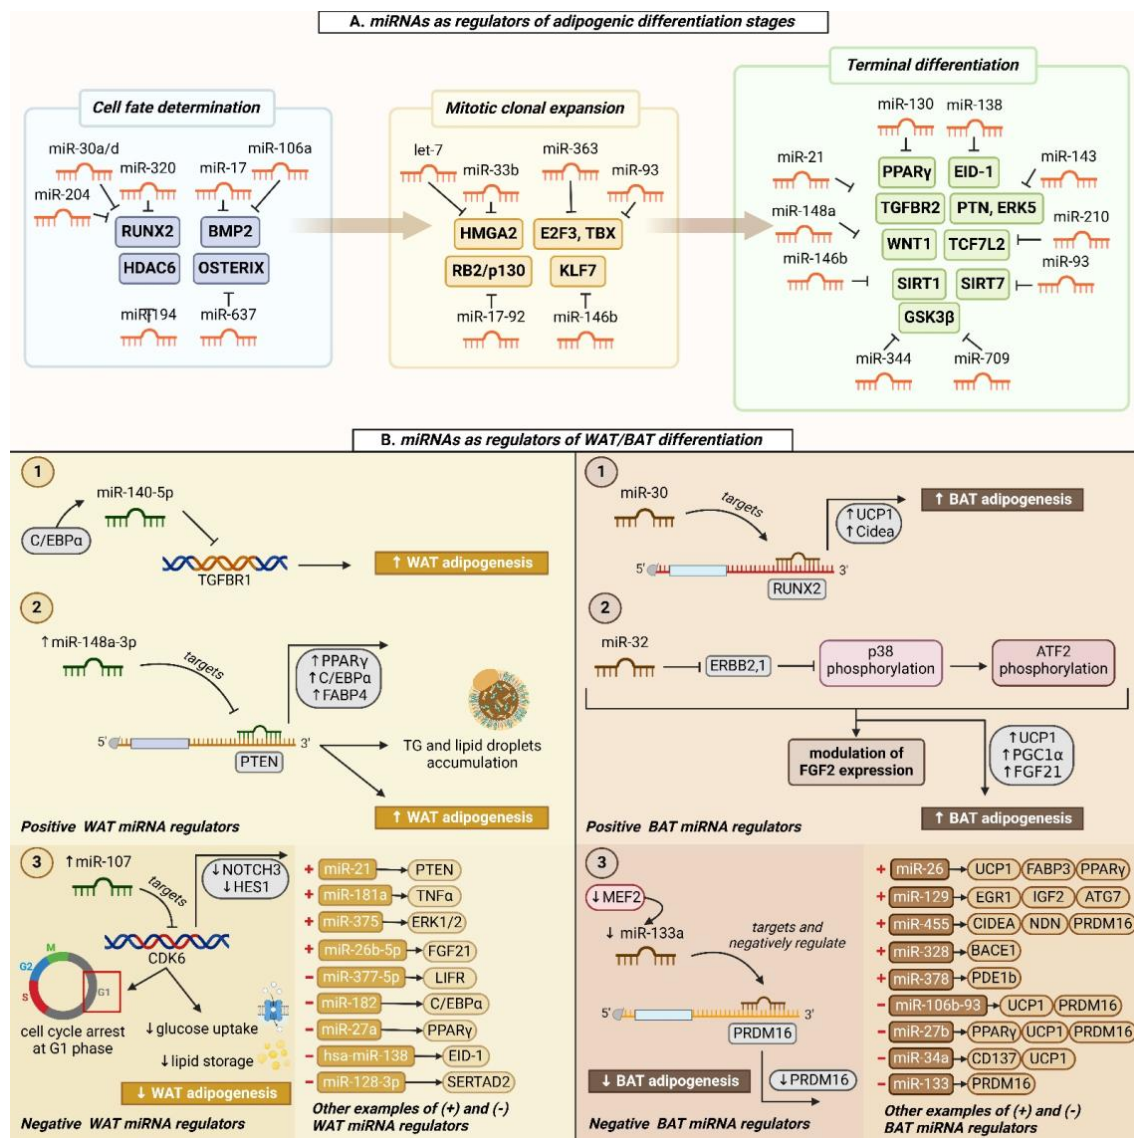 A. miRNAs as regulators of adipogenic differentiation stages
Cell fate determination
miR-30a/d
miR-320
miR-17
miR-106a
miR-204
RUNX2
BMP2
HDAC6
OSTERIX
miR-194
miR-637
Mitotic clonal expansion
let-7
miR-33b
miR-363
miR-93
HMGA2
E2F3, TBX
RB2/p130
KLF7
miR-17-92
miR-146b
Terminal differentiation
miR-130
miR-138
miR-21
miR-143
PPARγ
EID-1
TGFBR2
PTN, ERK5
miR-148a
miR-210
WNT1
TCF7L2
miR-146b
miR-93
SIRT1
SIRT7
GSK3β
miR-344
miR-709
B. miRNAs as regulators of WAT/BAT differentiation
1
miR-140-5p
C/EBPα
TGFBR1
↑ WAT adipogenesis
2
↑miR-148a-3p
targets
↑PPARγ
↑C/EBPα
↑FABP4
5'
3'
PTEN
TG and lipid droplets
accumulation
↑ WAT adipogenesis
Positive WAT miRNA regulators
3
↑miR-107
targets
↓NOTCH3
↓HES1
CDK6
M
G2
S
G1
cell cycle arrest
at G1 phase
↓glucose uptake
↓lipid storage
↓ WAT adipogenesis
Negative WAT miRNA regulators
+ miR-21 PTEN
+ miR-181a TNFα
+ miR-375 ERK1/2
+ miR-26b-5p FGF21
- miR-377-5p LIFR
- miR-182 C/EBPα
- miR-27a PPARγ
- hsa-miR-138 EID-1
- miR-128-3p SERTAD2
Other examples of (+) and (-)
WAT miRNA regulators
1
miR-30
targets
↑UCP1
↑Cidea
↑ BAT adipogenesis
5'
3'
RUNX2
2
miR-32
ERBB2,1
p38
phosphorylation
ATF2
phosphorylation
modulation of
FGF2 expression
↑UCP1
↑PGC1α
↑FGF21
↑ BAT adipogenesis
Positive BAT miRNA regulators
3
↓MEF2
↓ miR-133a
targets and
negatively regulate
5'
3'
PRDM16
↓ BAT adipogenesis
↓PRDM16
Negative BAT miRNA regulators
+ miR-26 UCP1 FABP3 PPARγ
+ miR-129 EGR1 IGF2 ATG7
+ miR-455 CIDEA NDN PRDM16
+ miR-328 BACE1
+ miR-378 PDE1b
- miR-106b-93 UCP1 PRDM16
- miR-27b PPARγ UCP1 PRDM16
- miR-34a CD137 UCP1
- miR-133 PRDM16
Other examples of (+) and (-)
BAT miRNA regulators